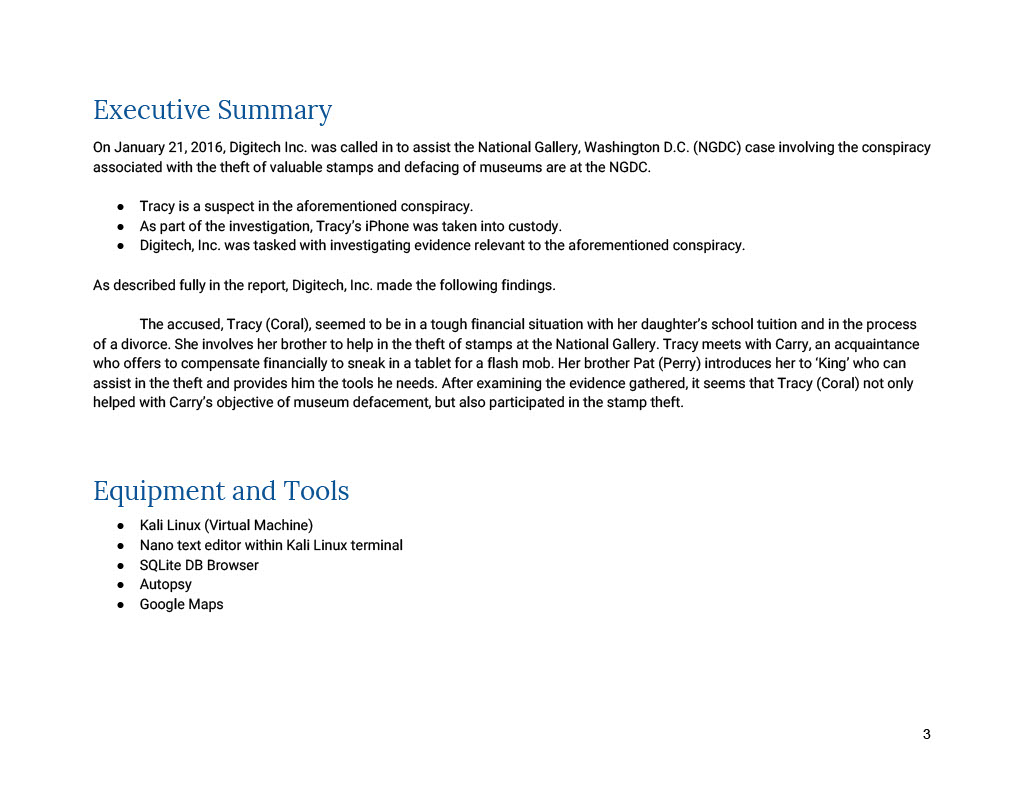 Executive Summary
On January 21, 2016, Digitech Inc. was called in to assist the National Gallery, Washington D.C. (NGDC) case involving the conspiracy
associated with the theft of valuable stamps and defacing of museums are at the NGDC.
● Tracy is a suspect in the aforementioned conspiracy.
● As part of the investigation, Tracy's iPhone was taken into custody.
● Digitech, Inc. was tasked with investigating evidence relevant to the aforementioned conspiracy.
As described fully in the report, Digitech, Inc. made the following findings.
The accused, Tracy (Coral), seemed to be in a tough financial situation with her daughter's school tuition and in the process
of a divorce. She involves her brother to help in the theft of stamps at the National Gallery. Tracy meets with Carry, an acquaintance
who offers to compensate financially to sneak in a tablet for a flash mob. Her brother Pat (Perry) introduces her to 'King' who can
assist in the theft and provides him the tools he needs. After examining the evidence gathered, it seems that Tracy (Coral) not only
helped with Carry's objective of museum defacement, but also participated in the stamp theft.
Equipment and Tools
● Kali Linux (Virtual Machine)
● Nano text editor within Kali Linux terminal
● SQLite DB Browser
● Autopsy
● Google Maps
3